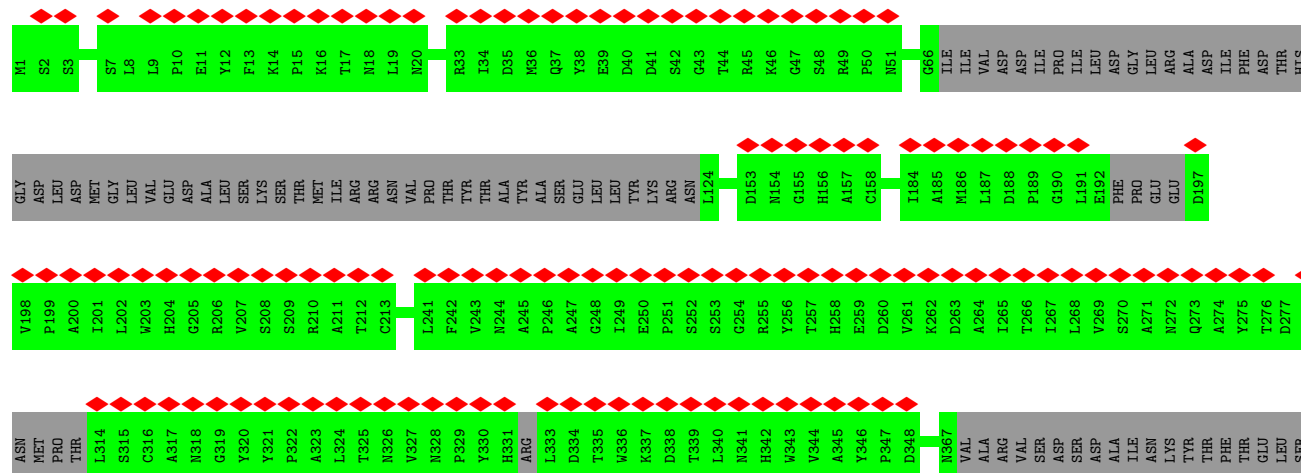 M1 S2 S3 S7 L8 L9 P10 E11 Y12 F13 K14 P15 K16 T17 N18 L19 N20 R33 I34 D35 M36 Q37 Y38 E39 D40 D41 S42 G43 T44 R45 K46 G47 S48 R49 P50 N51 G66 ILE ILE VAL ASP ASP ILE PRO ILE LEU ASP GLY LEU ARG ALA ASP ILE PHE ASP THR HIS
GLY ASP LEU ASP MET GLY LEU VAL GLU ASP ALA LEU SER LYS SER THR MET ILE ARG ARG ASN VAL PRO THR TYR THR ALA TYR ALA SER GLU LEU LEU TYR LYS ARG ASN L124 D153 N154 G155 H156 A157 C158 I184 A185 M186 L187 D188 P189 G190 L191 E192 PHE PRO GLU GLU D197
V198 P199 A200 I201 L202 W203 H204 G205 R206 V207 S208 S209 R210 A211 T212 C213 L241 F242 V243 N244 A245 P246 A247 G248 I249 E250 P251 S252 S253 G254 R255 Y256 T257 H258 E259 D260 V261 K262 D263 A264 I265 T266 I267 L268 V269 S270 A271 N272 Q273 A274 Y275 T276 D277
ASN MET PRO THR L314 S315 C316 A317 N318 G319 Y320 Y321 P322 A323 L324 T325 N326 V327 N328 P329 Y330 H331 ARG L333 D334 T335 W336 K337 D338 T339 L340 N341 H342 W343 V344 A345 Y346 P347 D348 N367 VAL ALA ARG VAL SER ASP SER ASP ALA ILE ASN LYS TYR THR PHE THR GLU LEU SER